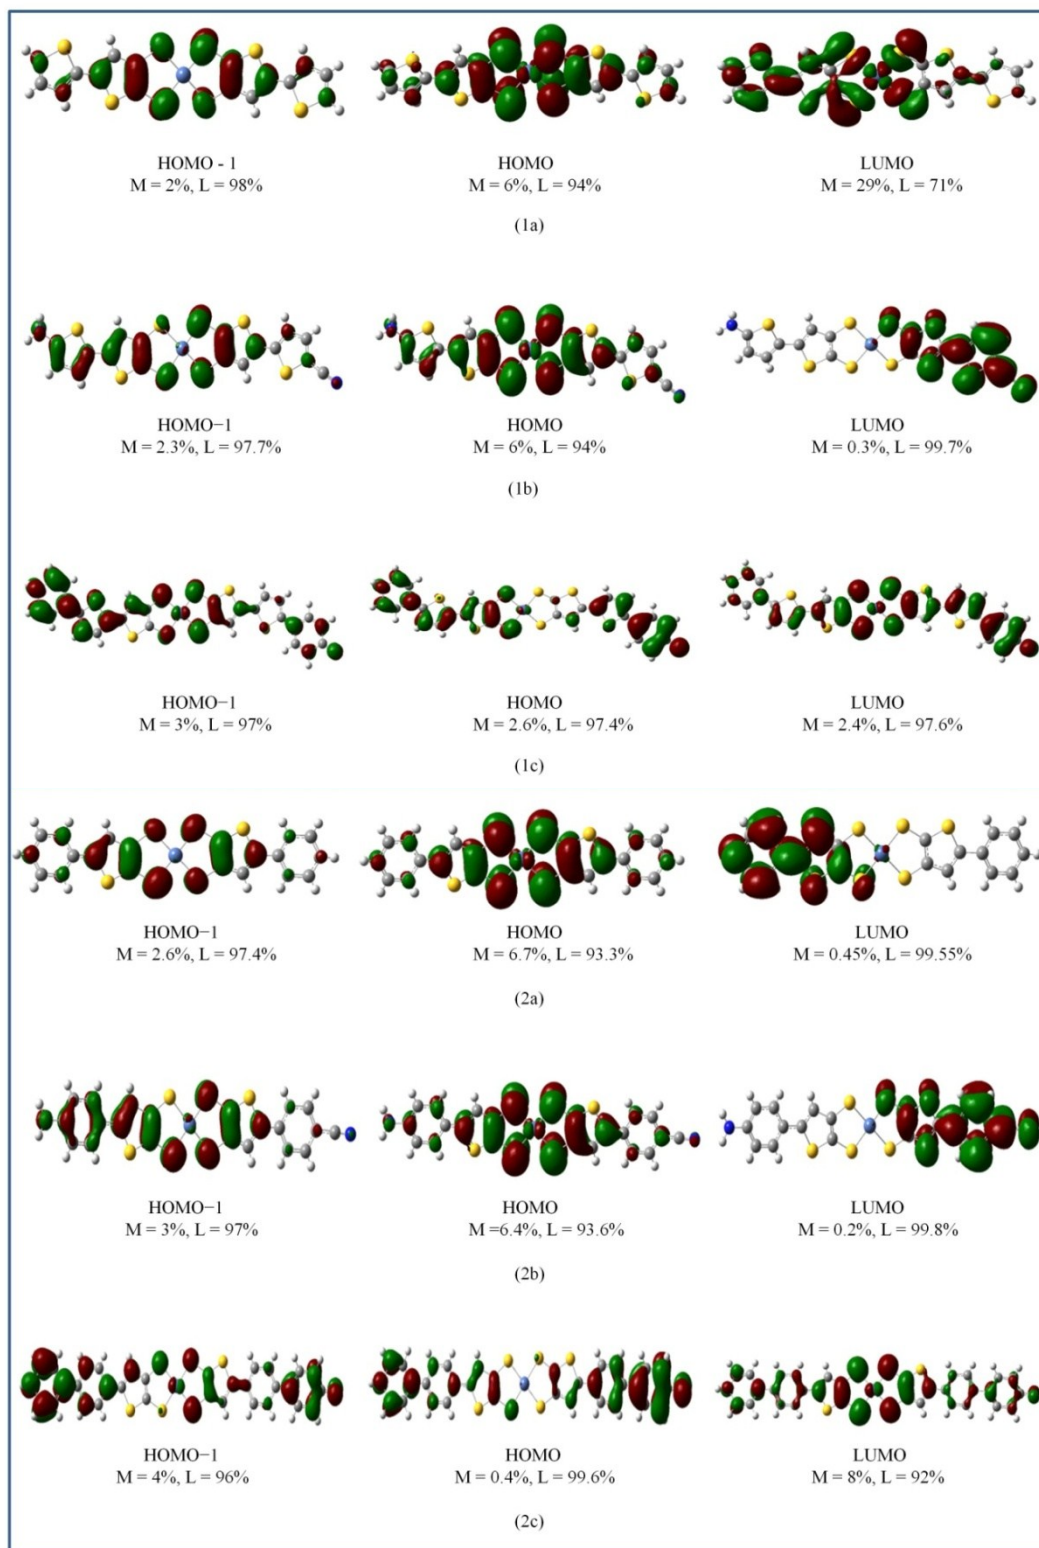 HOMO - 1 HOMO LUMO
M = 2%, L = 98% M = 6%, L = 94% M = 29%, L = 71%
(1a)
HOMO−1 HOMO LUMO
M = 2.3%, L = 97.7% M = 6%, L = 94% M = 0.3%, L = 99.7%
(1b)
HOMO−1 HOMO LUMO
M = 3%, L = 97% M = 2.6%, L = 97.4% M = 2.4%, L = 97.6%
(1c)
HOMO−1 HOMO LUMO
M = 2.6%, L = 97.4% M = 6.7%, L = 93.3% M = 0.45%, L = 99.55%
(2a)
HOMO−1 HOMO LUMO
M = 3%, L = 97% M =6.4%, L = 93.6% M = 0.2%, L = 99.8%
(2b)
HOMO−1 HOMO LUMO
M = 4%, L = 96% M = 0.4%, L = 99.6% M = 8%, L = 92%
(2c)